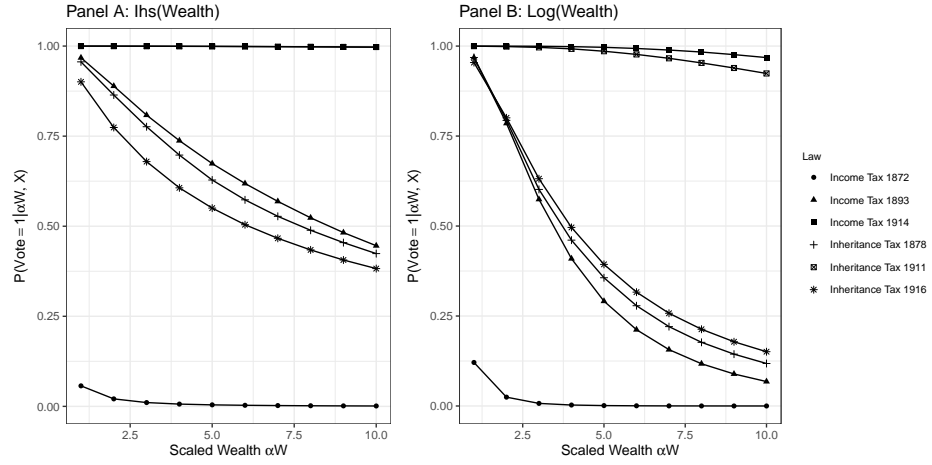 Panel A: Ihs(Wealth)
1.00
0.75
0.50
0.25
0.00
P(Vote = 1|αW, X)
2.5
5.0
7.5
10.0
Scaled Wealth αW
Panel B: Log(Wealth)
1.00
0.75
0.50
0.25
0.00
P(Vote = 1|αW, X)
2.5
5.0
7.5
10.0
Scaled Wealth αW
Law
Income Tax 1872
Income Tax 1893
Income Tax 1914
Inheritance Tax 1878
Inheritance Tax 1911
Inheritance Tax 1916